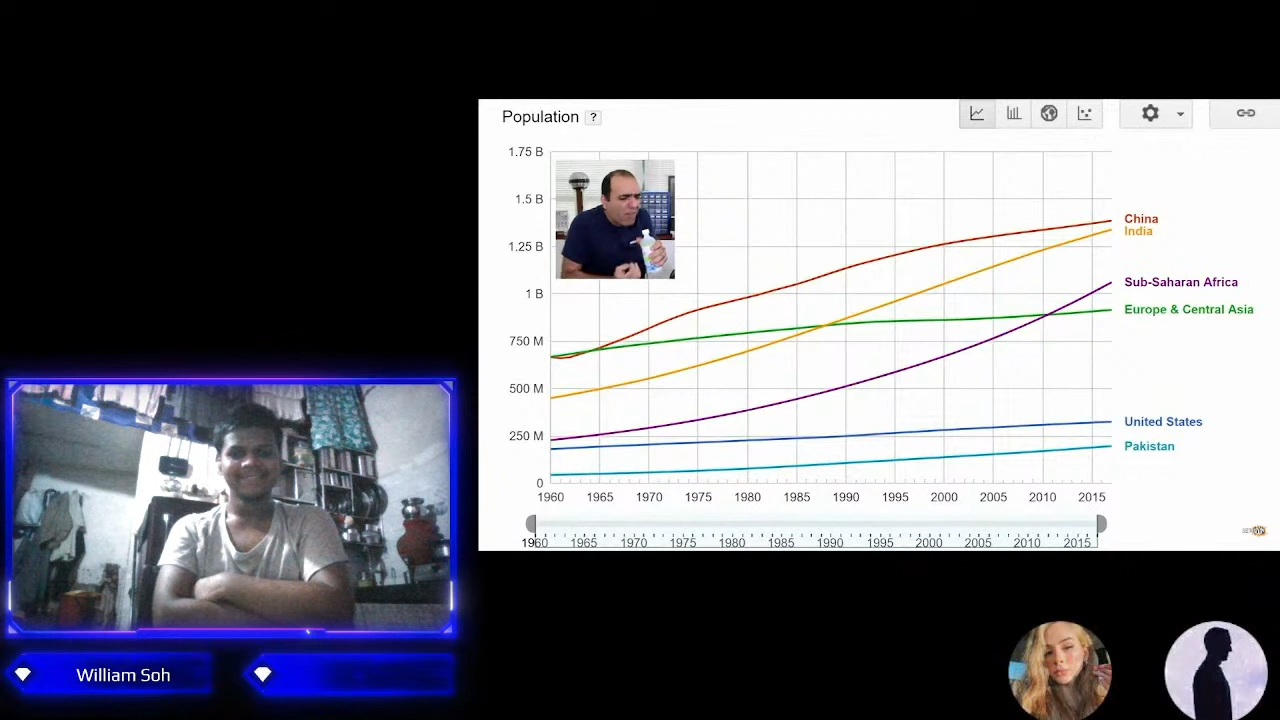 Population ?
1.75 B
1.5 B
1.25 B
1 B
750 M
500 M
250 M
0
China
India
Sub-Saharan Africa
Europe & Central Asia
United States
Pakistan
1960 1965 1970 1975 1980 1985 1990 1995 2000 2005 2010 2015
1960 1965 1970 1975 1980 1985 1990 1995 2000 2005 2010 2015
William Soh